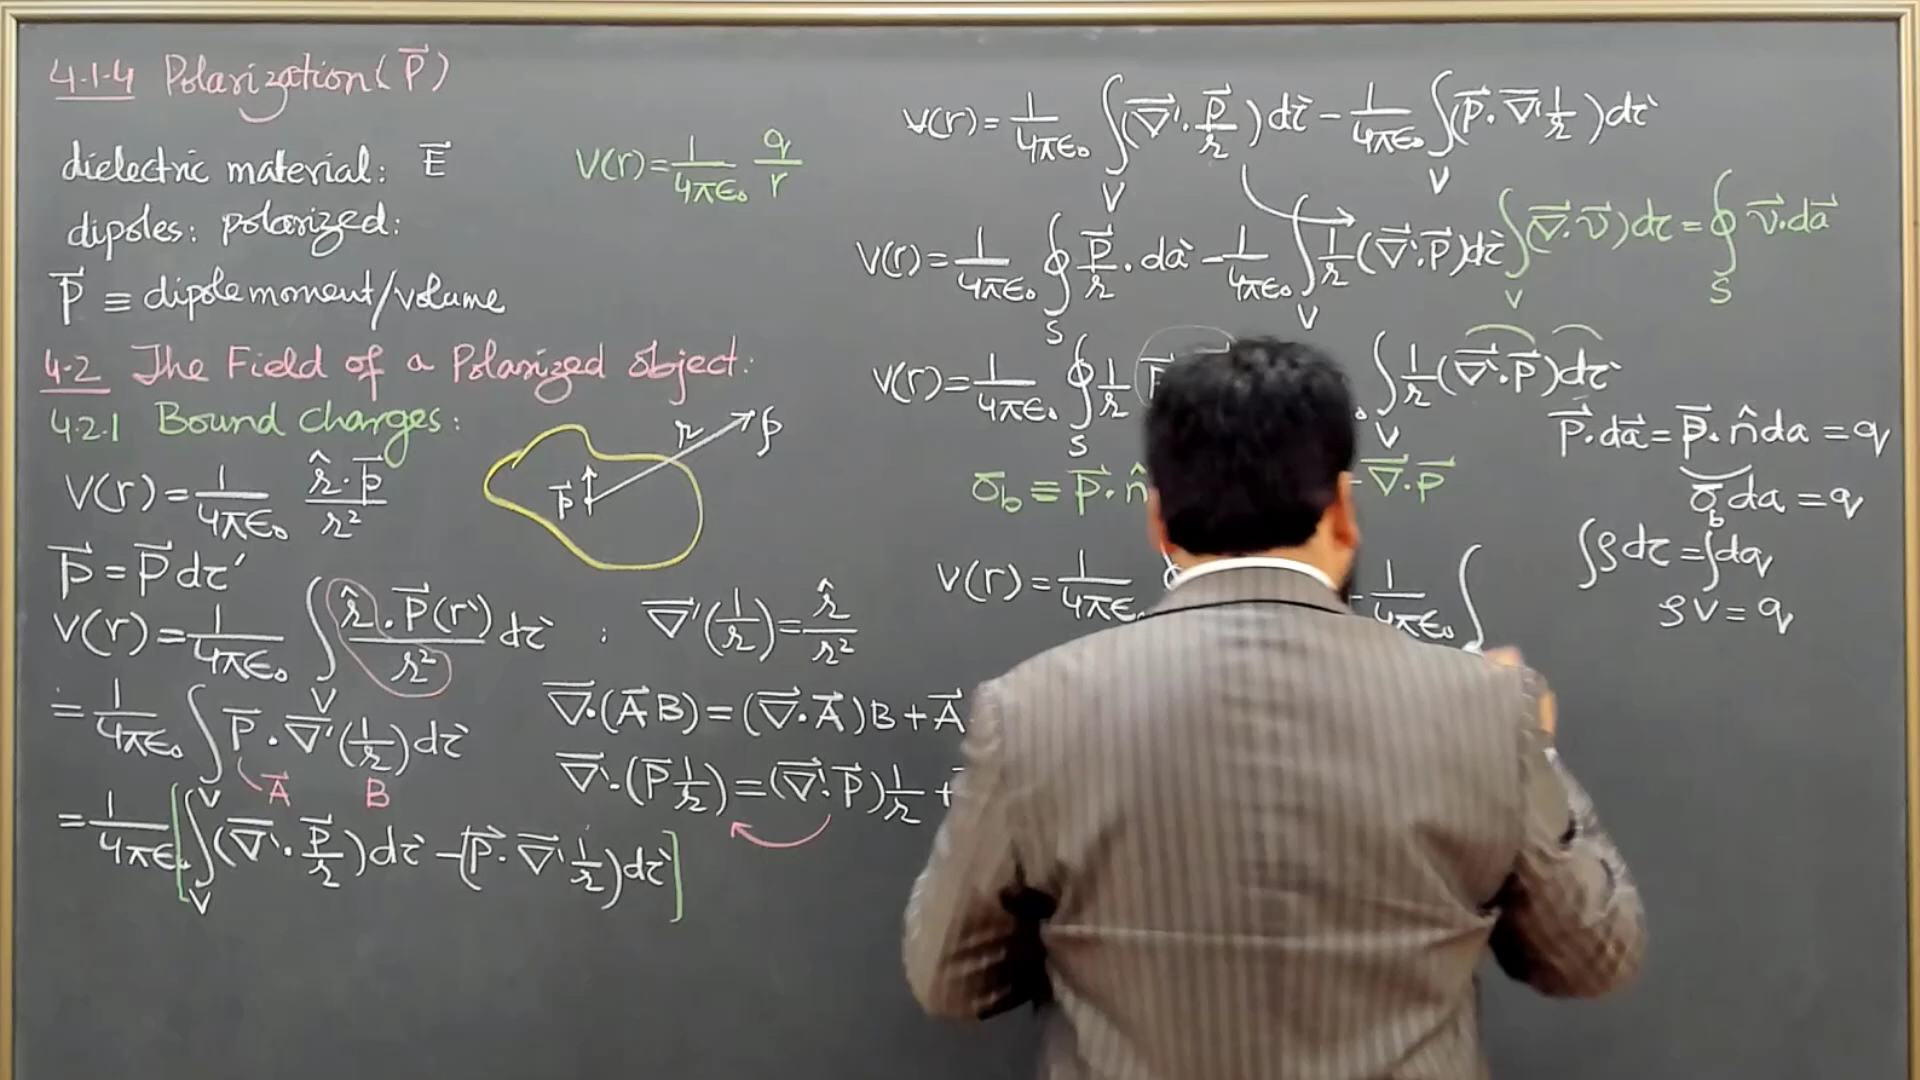 4.1.4 Polarization (P⃗)
dielectric material: E⃗
dipoles: polarized:
P⃗ ≡ dipole moment/volume
V(r) = 1/4πϵ₀ q/r
4.2 The Field of a Polarized object:
4.2.1 Bound charges:
r p
p⃗
V(r) = 1/4πϵ₀ r̂·p⃗/r²
p⃗ = P⃗dτ′
V(r) = 1/4πϵ₀ ∫_V r̂·P⃗(r′)/r² dτ′ : ∇⃗′(1/r) = r̂/r²
= 1/4πϵ₀ ∫_V P⃗·∇⃗′(1/r)dτ′
A⃗ B
= 1/4πϵ₀ [∫_V (∇⃗′·P⃗/r)dτ′ − (P⃗·∇⃗′1/r)dτ′]
∇⃗·(A⃗B) = (∇⃗·A⃗)B + A⃗
∇⃗′·(P⃗1/r) = (∇⃗′·P⃗)1/r +
V(r) = 1/4πϵ₀ ∫_V (∇⃗′·P⃗/r)dτ′ − 1/4πϵ₀ ∫_V (P⃗·∇⃗′1/r)dτ′
V(r) = 1/4πϵ₀ ∮_S P⃗/r·da′ − 1/4πϵ₀ ∫_V 1/r(∇⃗′·P⃗)dτ′
∫_V (∇⃗·v⃗)dτ = ∮_S v⃗·da⃗
V(r) = 1/4πϵ₀ ∮_S 1/r ∫_V 1/r(∇⃗′·P⃗)dτ′
σ_b ≡ P⃗·n̂ −∇⃗·P⃗
V(r) = 1/4πϵ₀ − 1/4πϵ₀ ∫
P⃗·da⃗ = P⃗·n̂da = q
σ_b da = q
∫ρdτ = ∫dq
ρV = q